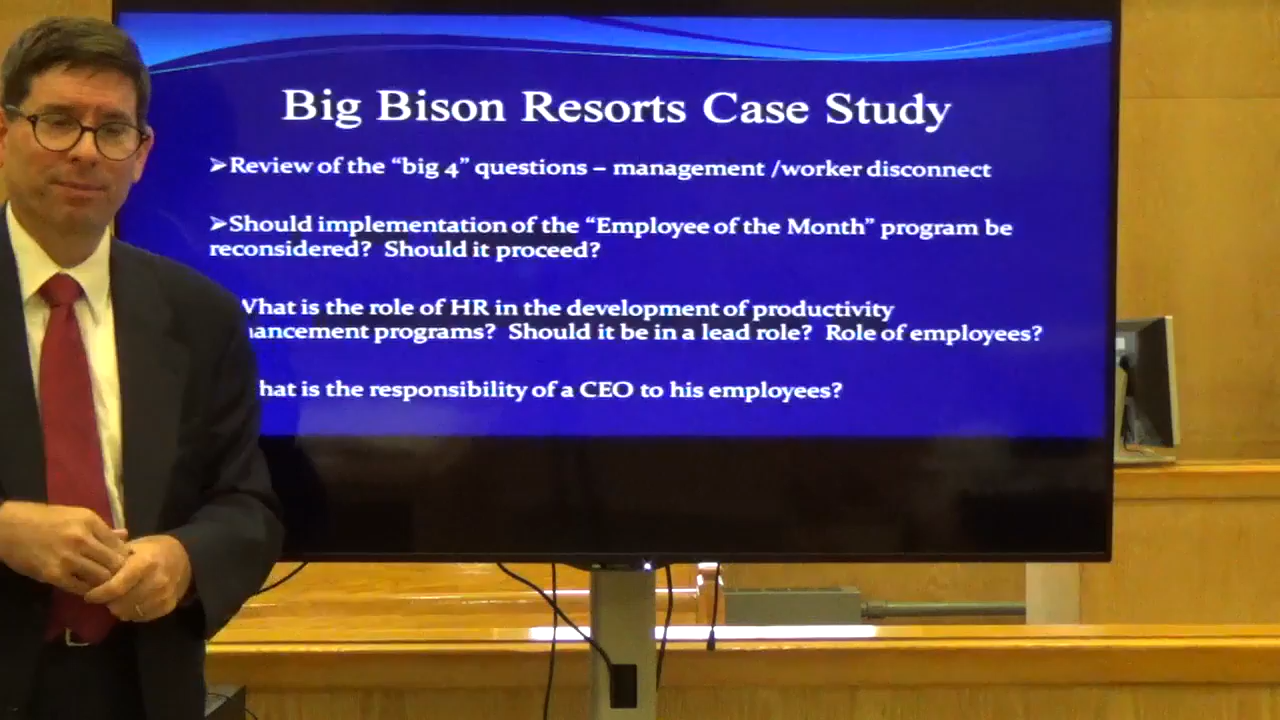 Big Bison Resorts Case Study
➢Review of the “big 4” questions – management /worker disconnect
➢Should implementation of the “Employee of the Month” program be
reconsidered? Should it proceed?
What is the role of HR in the development of productivity
ancement programs? Should it be in a lead role? Role of employees?
hat is the responsibility of a CEO to his employees?